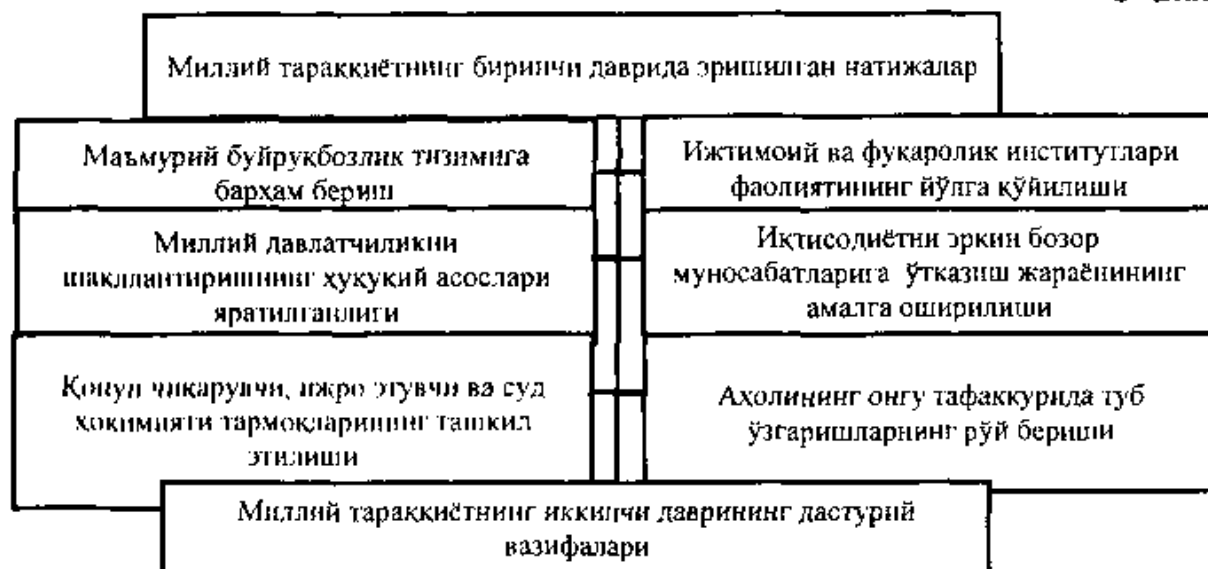 Миллий тараққиётнинг биринчи даврида эришилган натижалар
Маъмурий буйруқбозлик тизимига
барҳам бериш
Миллий давлатчиликни
шакллантиришнинг ҳуқуқий асослари
яратилганлиги
Қонун чиқарувчи, ижро этувчи ва суд
ҳокимияти тармоқларининг ташкил
этилиши
Ижтимоий ва фуқаролик институтлари
фаолиятининг йўлга қўйилиши
Иқтисодиётни эркин бозор
муносабатларига ўтказиш жараёнининг
амалга оширилиши
Аҳолининг онгу тафаккурида туб
ўзгаришларнинг рўй бериши
Миллий тараққиётнинг иккинчи даврининг дастурий
вазифалари